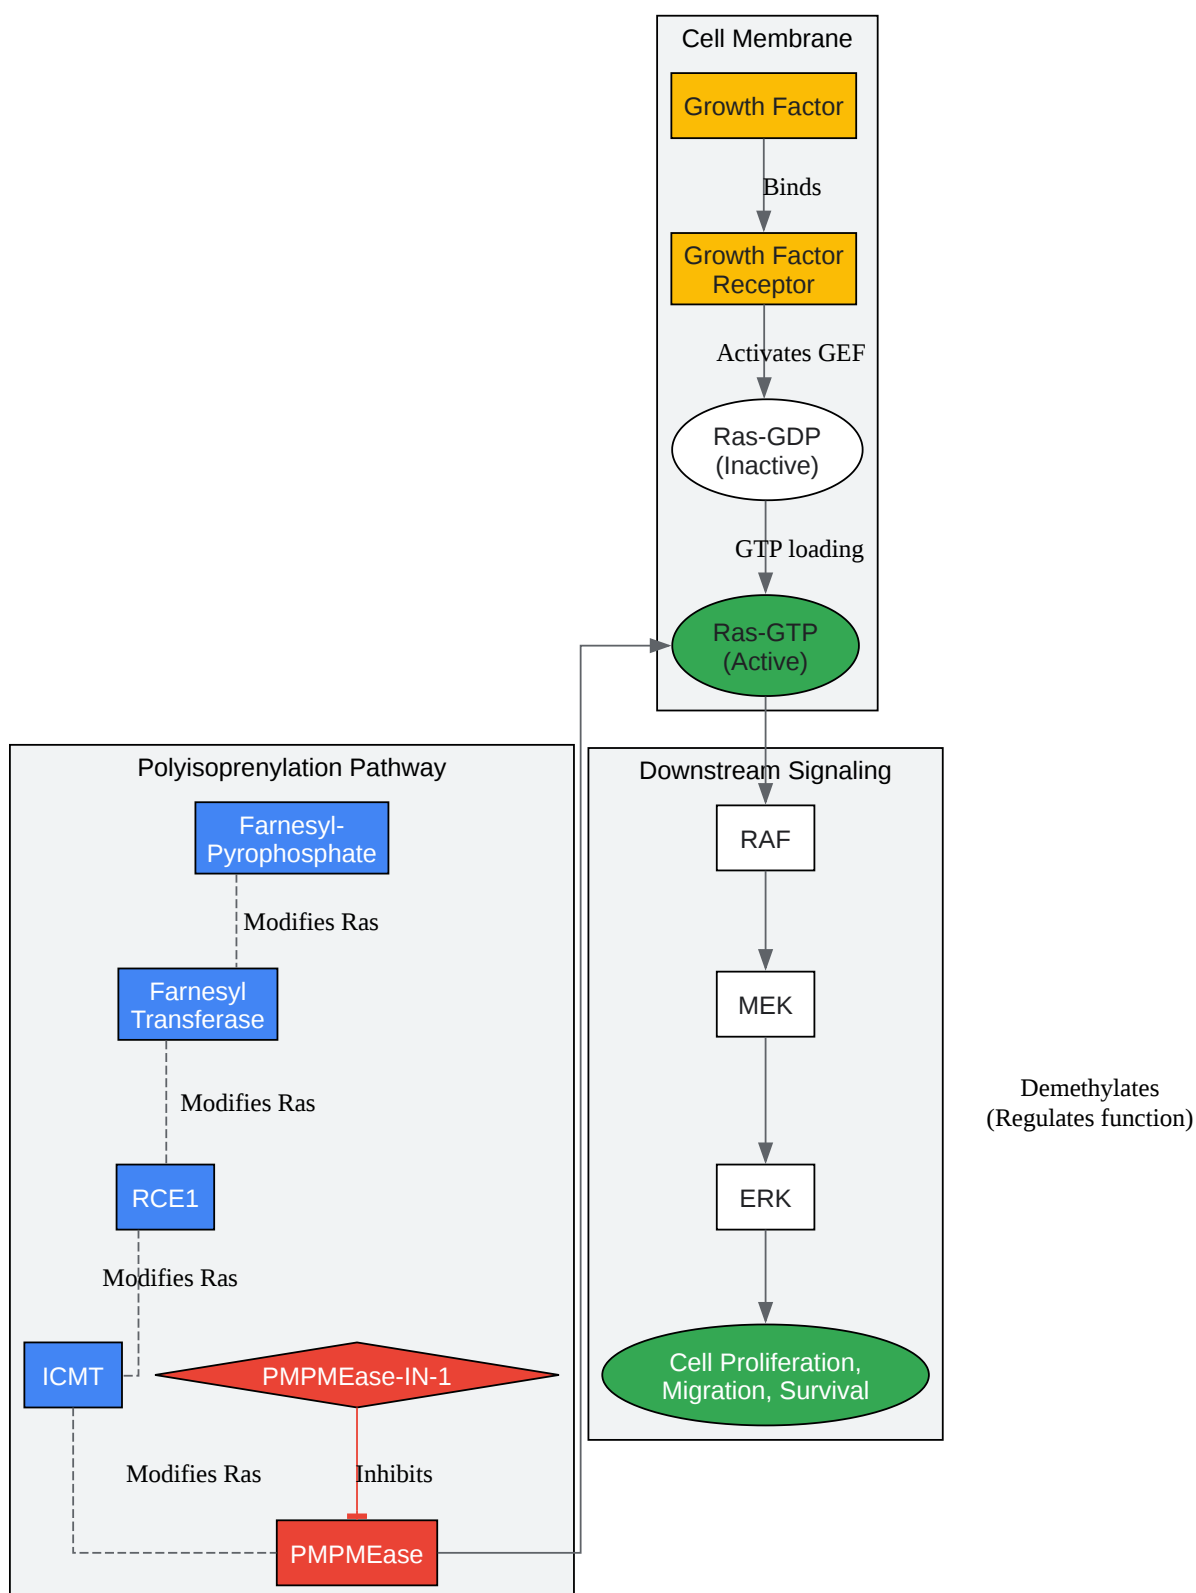 Cell Membrane
Growth Factor
Binds
Growth Factor
Receptor
Activates GEF
Ras-GDP
(Inactive)
GTP loading
Ras-GTP
(Active)
Polyisoprenylation Pathway
Farnesyl-
Pyrophosphate
Modifies Ras
Farnesyl
Transferase
Modifies Ras
RCE1
Modifies Ras
ICMT
PMPMEase-IN-1
Modifies Ras
Inhibits
PMPMEase
Downstream Signaling
RAF
MEK
ERK
Cell Proliferation,
Migration, Survival
Demethylates
(Regulates function)